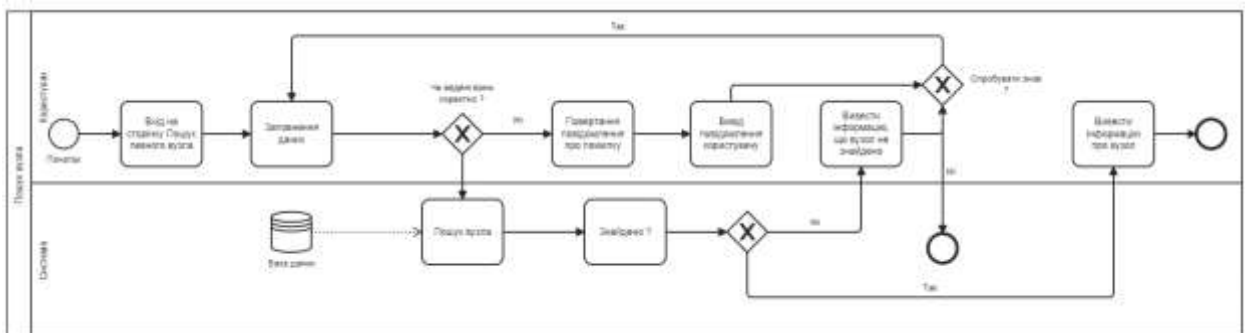 Пошук вузла
Користувач
Початок
Вхід на
сторінку Пошук
певного вузла
Заповнення
даних
Чи введені дані
коректно ?
Ні
Повертання
повідомлення
про помилку
Вивід
повідомлення
користувачу
Вивести
інформацію,
що вузол не
знайдено
Так
Спробувати знов
?
Ні
Вивести
інформацію
про вузол
Система
База даних
Пошук вузла
Знайдено ?
Ні
Так